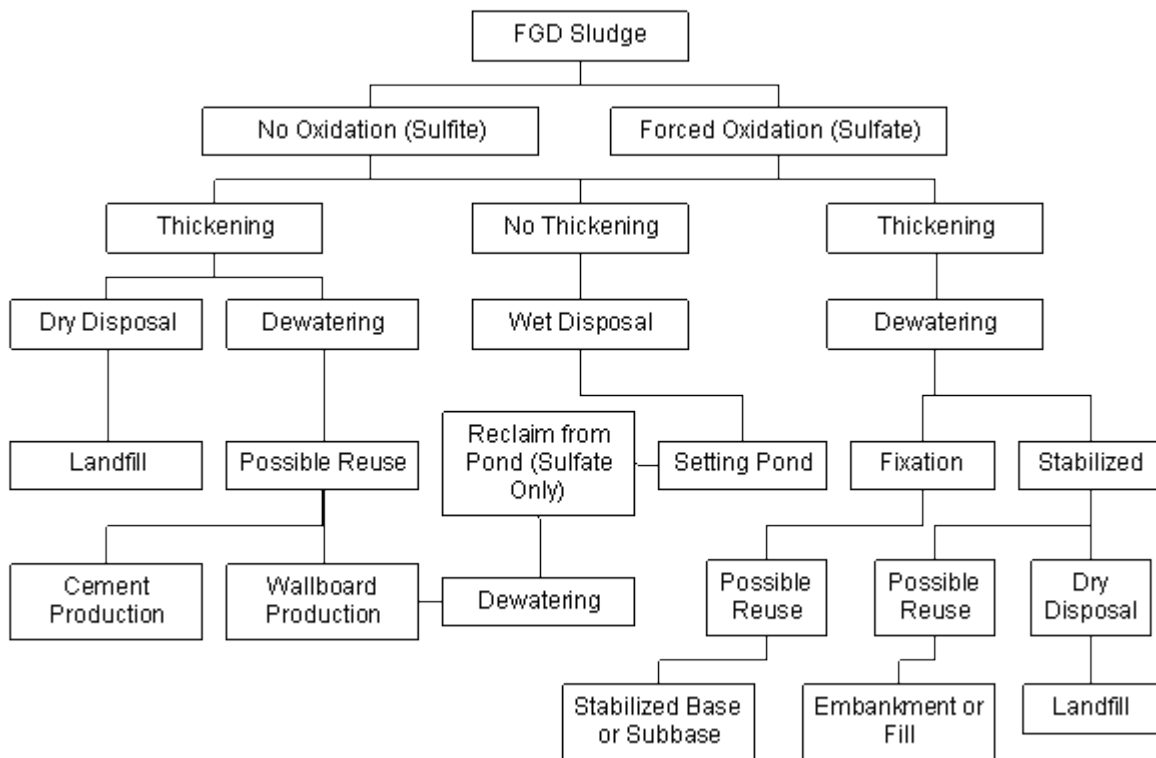 FGD Sludge
No Oxidation (Sulfite)
Forced Oxidation (Sulfate)
Thickening
No Thickening
Thickening
Dry Disposal
Dewatering
Wet Disposal
Dewatering
Landfill
Possible Reuse
Reclaim from
Pond (Sulfate
Only)
Setting Pond
Fixation
Stabilized
Cement
Production
Wallboard
Production
Dewatering
Possible
Reuse
Possible
Reuse
Dry
Disposal
Stabilized Base
or Subbase
Embankment or
Fill
Landfill